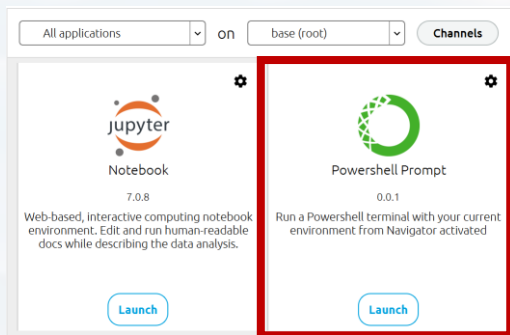 All applications on base (root) Channels
jupyter
Notebook
7.0.8
Web-based, interactive computing notebook
environment. Edit and run human-readable
docs while describing the data analysis.
Launch
Powershell Prompt
0.0.1
Run a Powershell terminal with your current
environment from Navigator activated
Launch